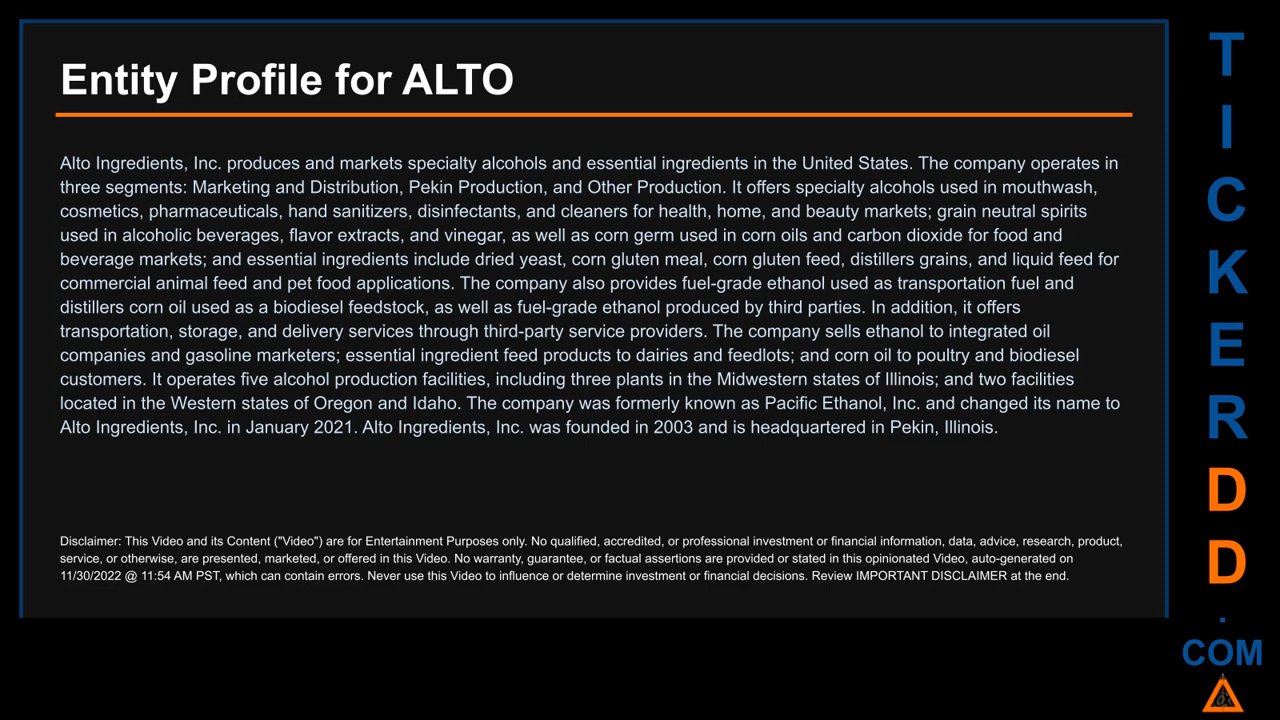 Entity Profile for ALTO
Alto Ingredients, Inc. produces and markets specialty alcohols and essential ingredients in the United States. The company operates in
three segments: Marketing and Distribution, Pekin Production, and Other Production. It offers specialty alcohols used in mouthwash,
cosmetics, pharmaceuticals, hand sanitizers, disinfectants, and cleaners for health, home, and beauty markets; grain neutral spirits
used in alcoholic beverages, flavor extracts, and vinegar, as well as corn germ used in corn oils and carbon dioxide for food and
beverage markets; and essential ingredients include dried yeast, corn gluten meal, corn gluten feed, distillers grains, and liquid feed for
commercial animal feed and pet food applications. The company also provides fuel-grade ethanol used as transportation fuel and
distillers corn oil used as a biodiesel feedstock, as well as fuel-grade ethanol produced by third parties. In addition, it offers
transportation, storage, and delivery services through third-party service providers. The company sells ethanol to integrated oil
companies and gasoline marketers; essential ingredient feed products to dairies and feedlots; and corn oil to poultry and biodiesel
customers. It operates five alcohol production facilities, including three plants in the Midwestern states of Illinois; and two facilities
located in the Western states of Oregon and Idaho. The company was formerly known as Pacific Ethanol, Inc. and changed its name to
Alto Ingredients, Inc. in January 2021. Alto Ingredients, Inc. was founded in 2003 and is headquartered in Pekin, Illinois.
Disclaimer: This Video and its Content ("Video") are for Entertainment Purposes only. No qualified, accredited, or professional investment or financial information, data, advice, research, product,
service, or otherwise, are presented, marketed, or offered in this Video. No warranty, guarantee, or factual assertions are provided or stated in this opinionated Video, auto-generated on
11/30/2022 @ 11:54 AM PST, which can contain errors. Never use this Video to influence or determine investment or financial decisions. Review IMPORTANT DISCLAIMER at the end.
T
I
C
K
E
R
D
D
.
COM